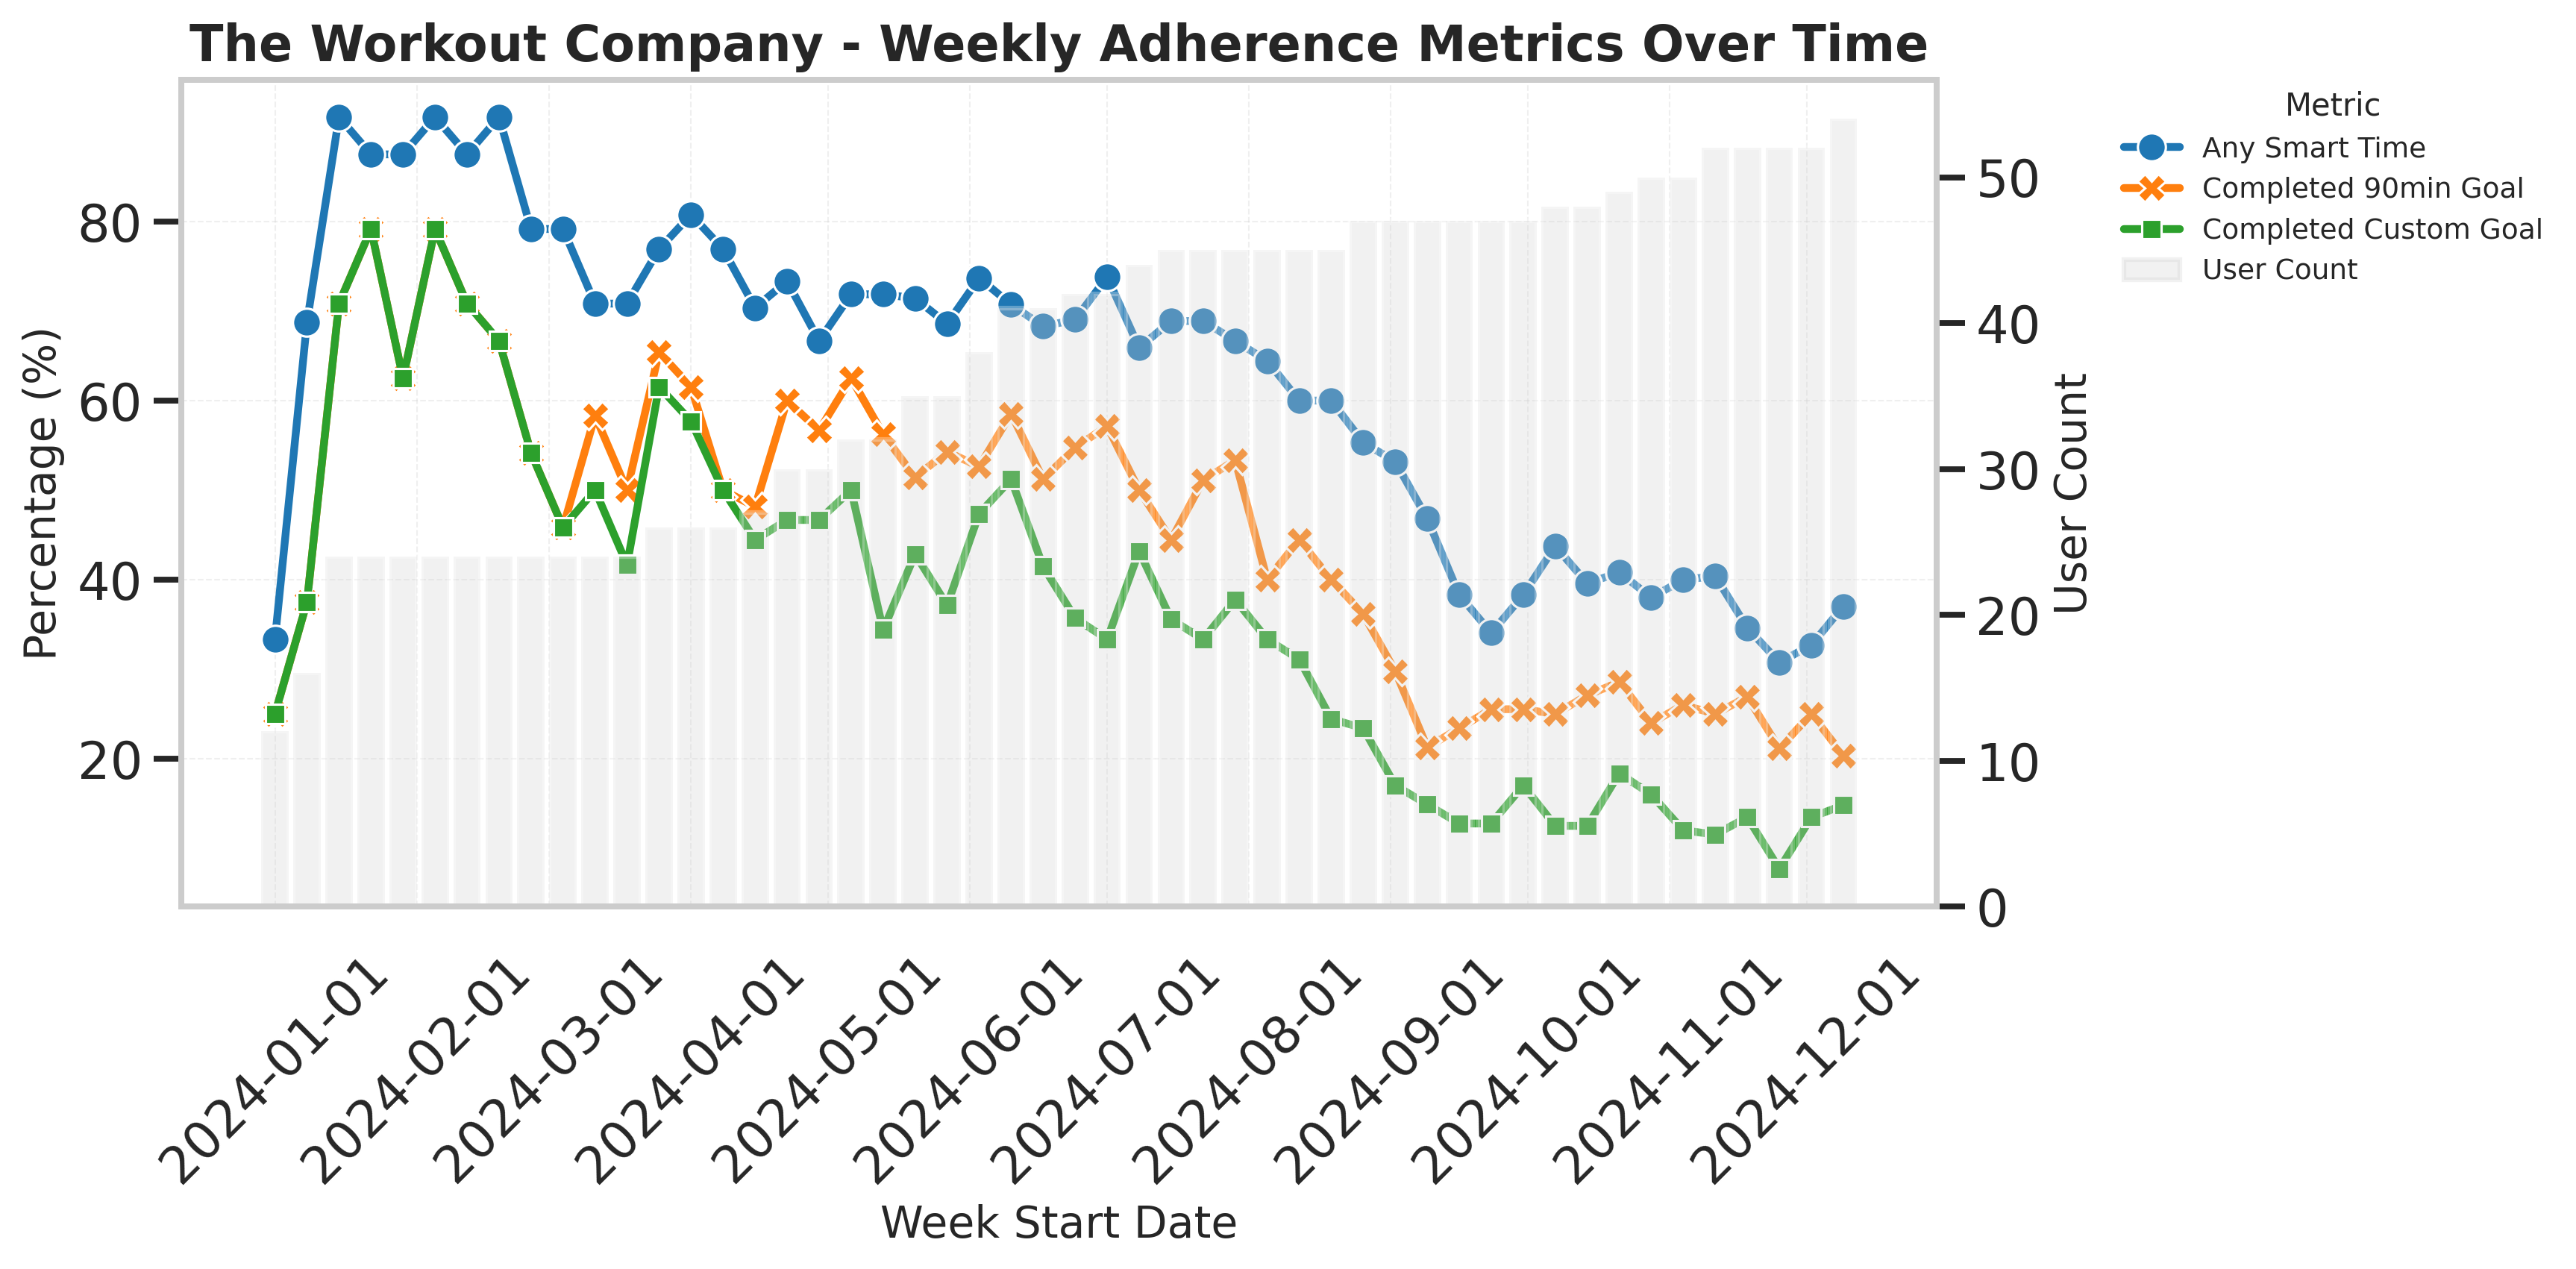 The Workout Company - Weekly Adherence Metrics Over Time
Percentage (%)
80
60
40
20
50
40
30
20
10
0
User Count
Metric
Any Smart Time
Completed 90min Goal
Completed Custom Goal
User Count
2024-01-01
2024-02-01
2024-03-01
2024-04-01
2024-05-01
2024-06-01
2024-07-01
2024-08-01
2024-09-01
2024-10-01
2024-11-01
2024-12-01
Week Start Date